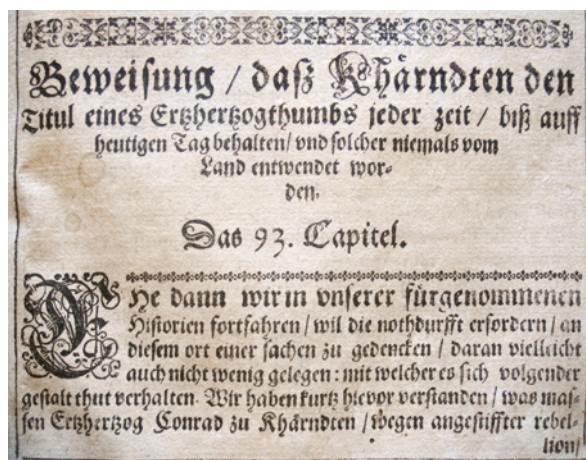 Beweisung / daß Khärndten den
Titul eines Ertzhertzogthumbs jeder zeit / biß auff
heutigen Tag behalten / vnd solcher niemals vom
Land entwendet wor-
den.
Das 93. Capitel.
EHe dann wir in vnserer fürgenommenen
Historien fortfahren / wil die nothdurfft erfordern / an
diesem ort einer sachen zu gedencken / daran vielleicht
auch nicht wenig gelegen : mit welcher es sich volgender
gestalt thut verhalten. Wir haben kurtz hievor verstanden / was mas-
sen Ertzhertzog Conrad zu Khärndten / wegen angestiffter rebel-
lion /